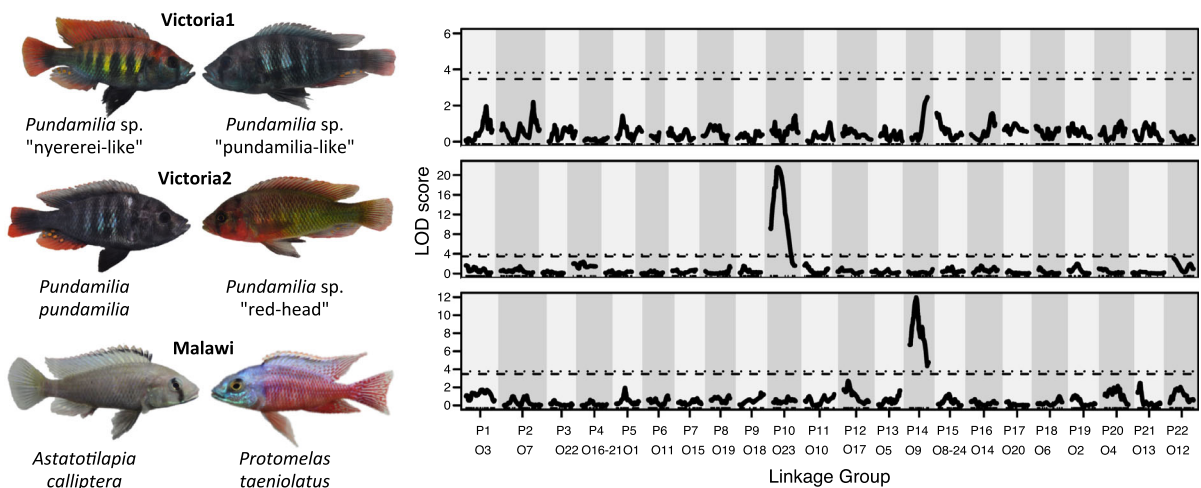 Victoria1
Pundamilia sp.
"nyererei-like"
Pundamilia sp.
"pundamilia-like"
Victoria2
Pundamilia
pundamilia
Pundamilia sp.
"red-head"
Malawi
Astatotilapia
calliptera
Protomelas
taeniolatus
LOD score
6
4
2
0
20
16
12
8
4
0
12
10
8
6
4
2
0
P1 P2 P3 P4 P5 P6 P7 P8 P9 P10 P11 P12 P13 P14 P15 P16 P17 P18 P19 P20 P21 P22
O3 O7 O22 O16-21 O1 O11 O15 O19 O18 O23 O10 O17 O5 O9 O8-24 O14 O20 O6 O2 O4 O13 O12
Linkage Group